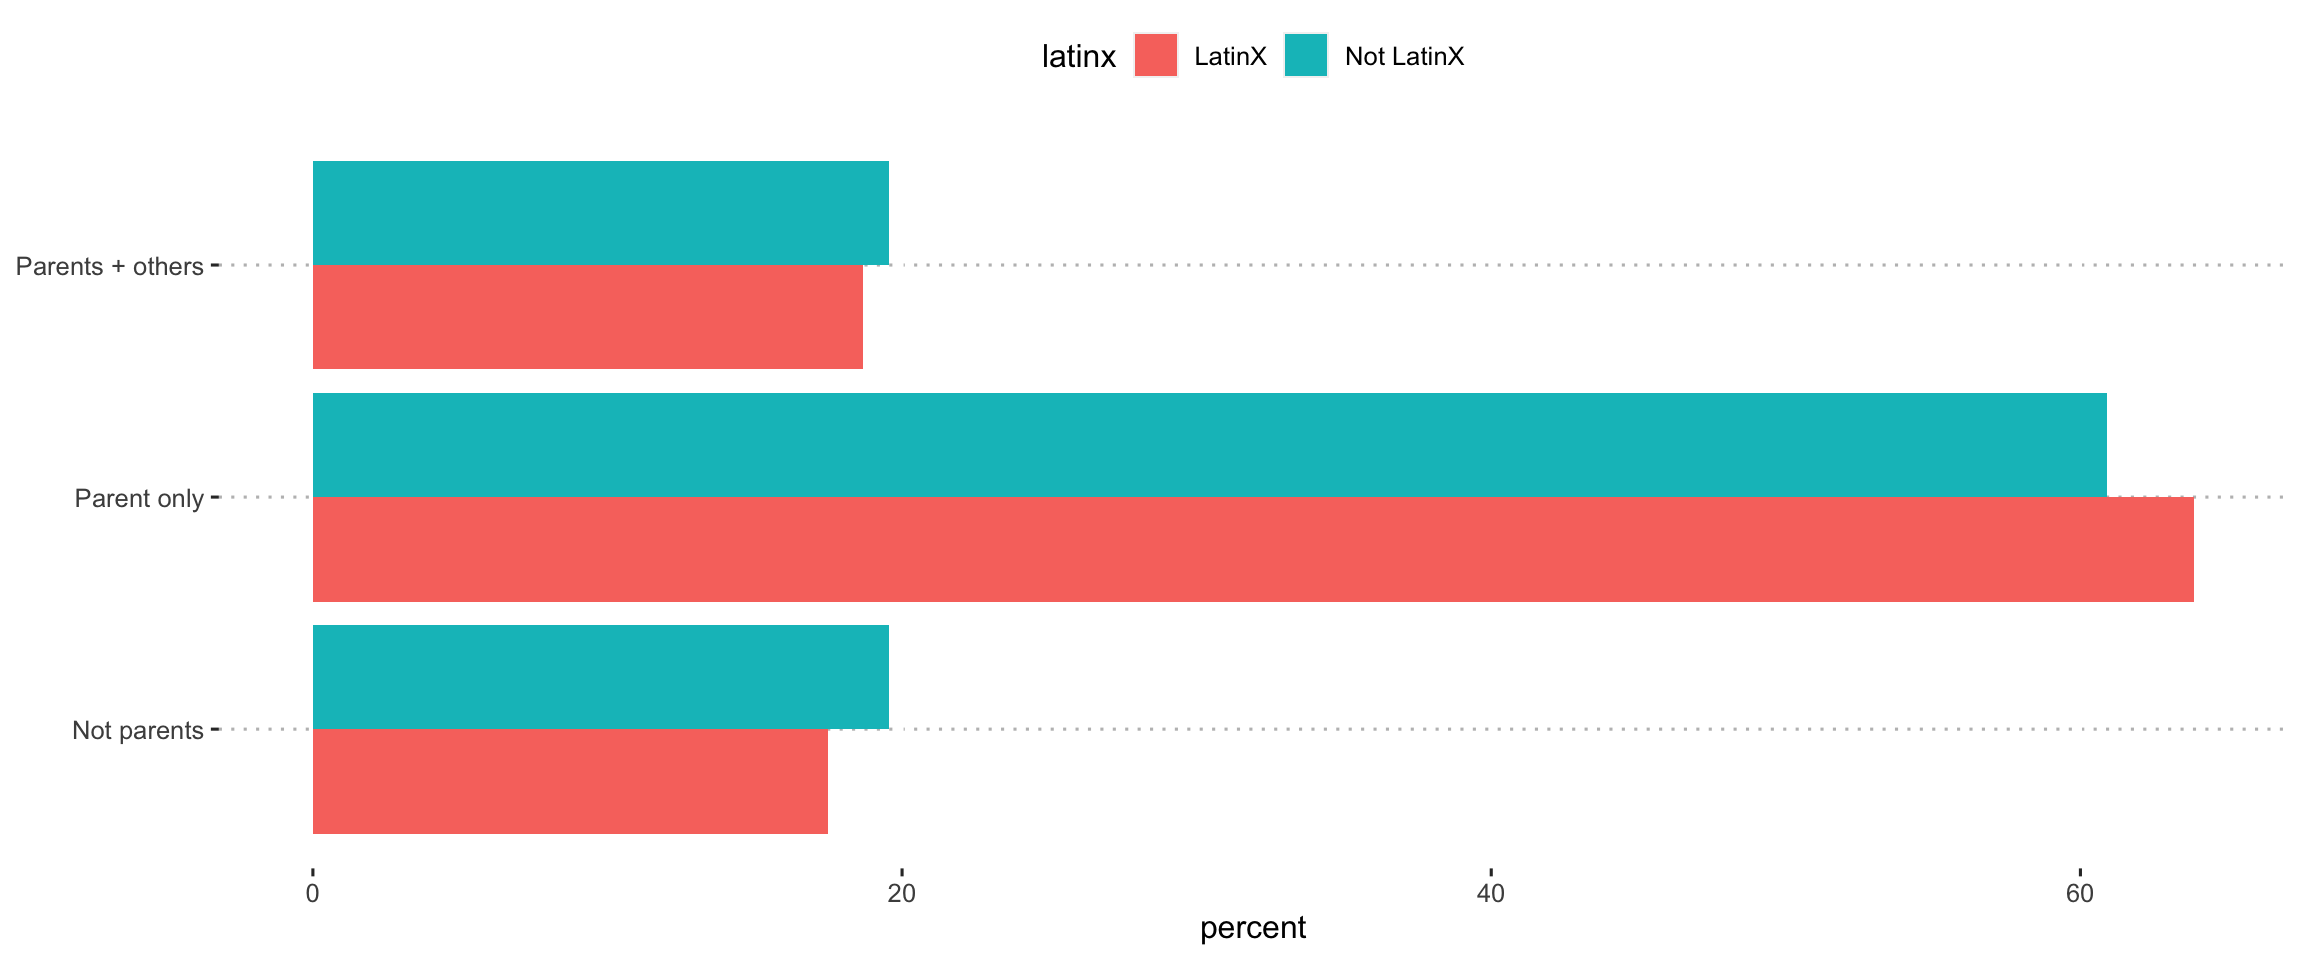 latinx LatinX Not LatinX
Parents + others
Parent only
Not parents
0 20 40 60
percent